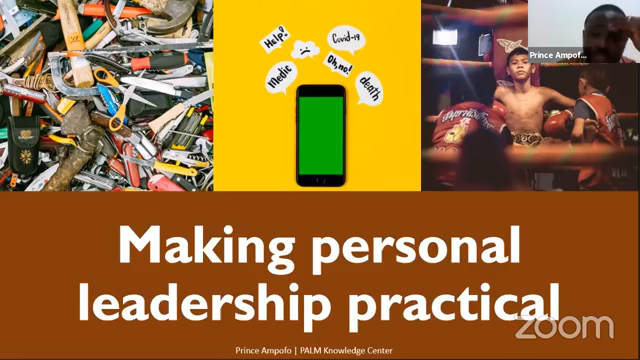 Help!
Covid-19
Medic
Oh, no!
death
Prince Ampof...
Making personal
leadership practical
zoom
Prince Ampofo | PALM Knowledge Center